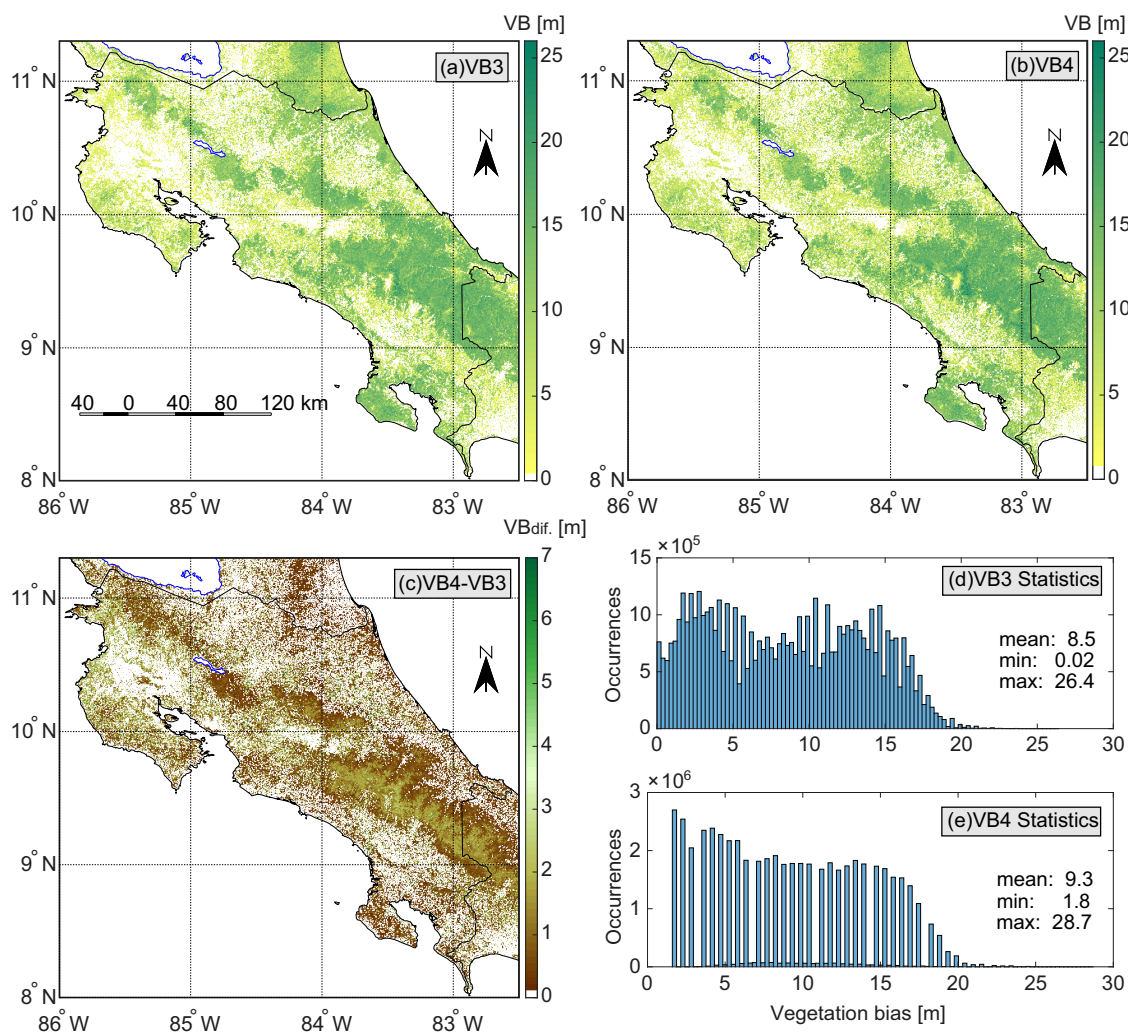 VB [m]
(a)VB3
N
11° N
10° N
9° N
8° N
86° W
85° W
84° W
83° W
40 0 40 80 120 km
25
20
15
10
5
0
VB [m]
(b)VB4
N
11° N
10° N
9° N
8° N
86° W
85° W
84° W
83° W
25
20
15
10
5
0
VBdif. [m]
(c)VB4-VB3
N
11° N
10° N
9° N
8° N
86° W
85° W
84° W
83° W
7
6
5
4
3
2
1
0
×10⁵
(d)VB3 Statistics
Occurrences
15
10
5
0
mean: 8.5
min: 0.02
max: 26.4
0 5 10 15 20 25 30
×10⁶
(e)VB4 Statistics
Occurrences
3
2
1
0
mean: 9.3
min: 1.8
max: 28.7
0 5 10 15 20 25 30
Vegetation bias [m]